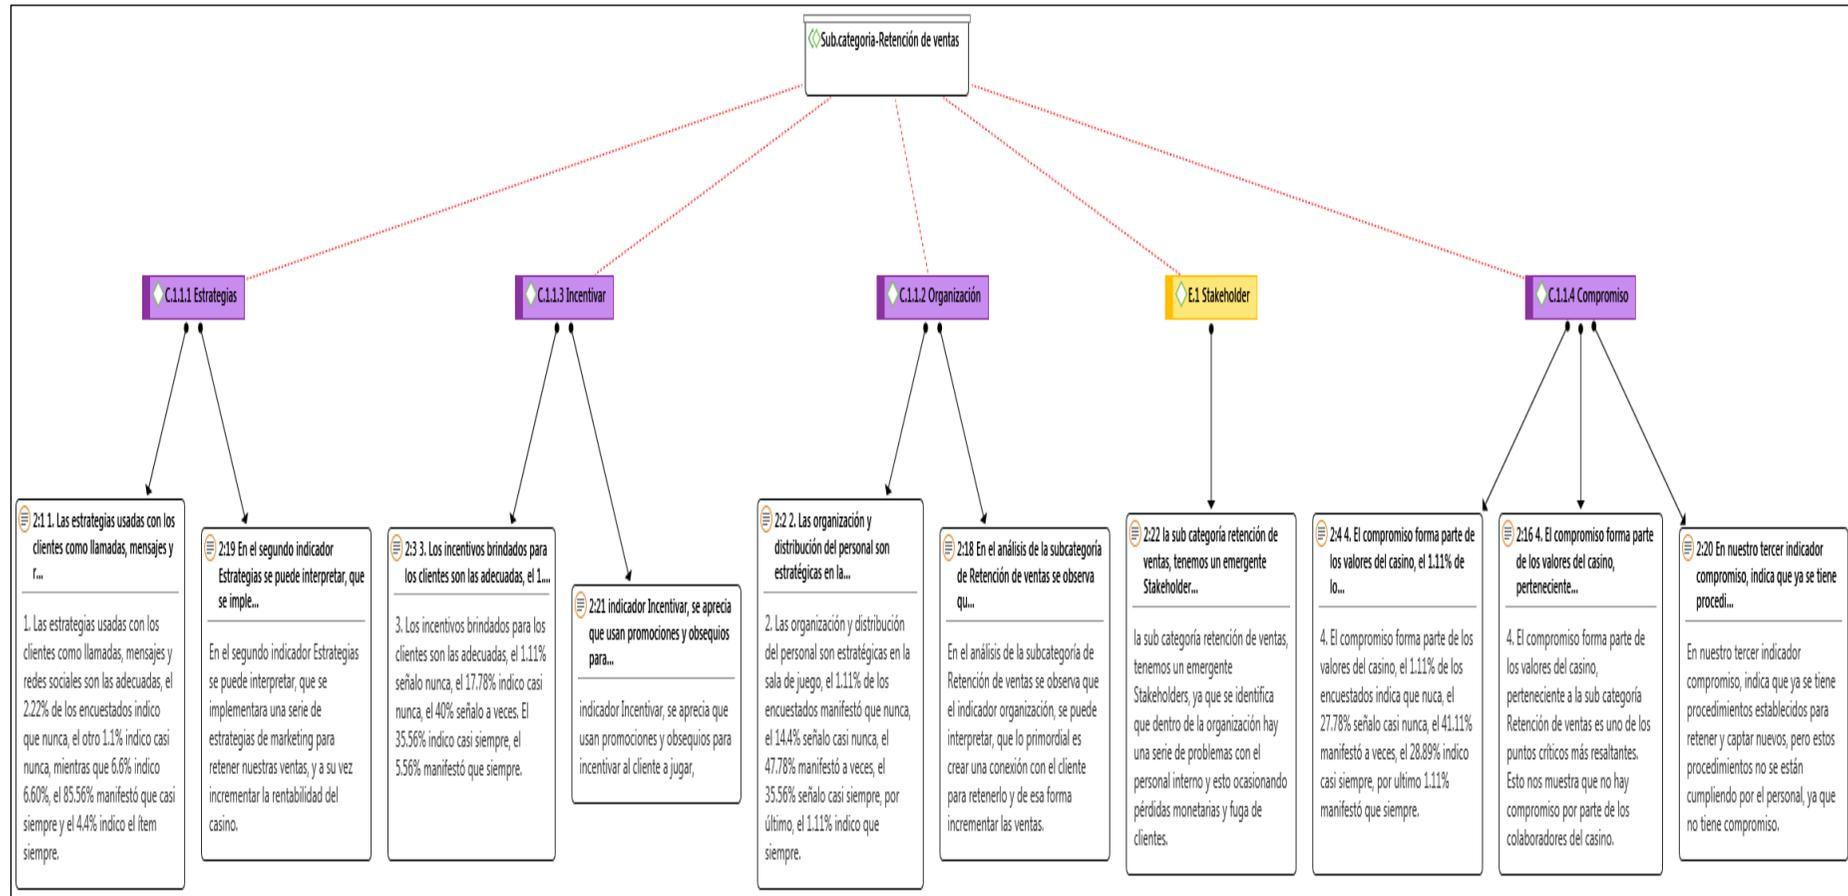 Sub.categoria-Retención de ventas
C.1.1.1 Estrategias
C.1.1.3 Incentivar
C.1.1.2 Organización
E.1 Stakeholder
C.1.1.4 Compromiso
2:1 1. Las estrategias usadas con los
clientes como llamadas, mensajes y
r...
1. Las estrategias usadas con los
clientes como llamadas, mensajes y
redes sociales son las adecuadas, el
2.22% de los encuestados indico
que nunca, el otro 1.1% indico casi
nunca, mientras que 6.6% indico
6.60%, el 85.56% manifestó que casi
siempre y el 4.4% indico el ítem
siempre.
2:19 En el segundo indicador
Estrategias se puede interpretar, que
se imple...
En el segundo indicador Estrategias
se puede interpretar, que se
implementara una serie de
estrategias de marketing para
retener nuestras ventas, y a su vez
incrementar la rentabilidad del
casino.
2:3 3. Los incentivos brindados para
los clientes son las adecuadas, el 1....
3. Los incentivos brindados para los
clientes son las adecuadas, el 1.11%
señalo nunca, el 17.78% indico casi
nunca, el 40% señalo a veces. El
35.56% indico casi siempre, el
5.56% manifestó que siempre.
2:21 indicador Incentivar, se aprecia
que usan promociones y obsequios
para...
indicador Incentivar, se aprecia que
usan promociones y obsequios para
incentivar al cliente a jugar,
2:2 2. Las organización y
distribución del personal son
estratégicas en la...
2. Las organización y distribución
del personal son estratégicas en la
sala de juego, el 1.11% de los
encuestados manifestó que nunca,
el 14.4% señalo casi nunca, el
47.78% manifestó a veces, el
35.56% señalo casi siempre, por
último, el 1.11% indico que
siempre.
2:18 En el análisis de la subcategoría
de Retención de ventas se observa
qu...
En el análisis de la subcategoría de
Retención de ventas se observa que
el indicador organización, se puede
interpretar, que lo primordial es
crear una conexión con el cliente
para retenerlo y de esa forma
incrementar las ventas.
2:22 la sub categoría retención de
ventas, tenemos un emergente
Stakeholder...
la sub categoría retención de ventas,
tenemos un emergente
Stakeholders, ya que se identifica
que dentro de la organización hay
una serie de problemas con el
personal interno y esto ocasionando
pérdidas monetarias y fuga de
clientes.
2:4 4. El compromiso forma parte de
los valores del casino, el 1.11% de
lo...
4. El compromiso forma parte de los
valores del casino, el 1.11% de los
encuestados indica que nuca, el
27.78% señalo casi nunca, el 41.11%
manifestó a veces, el 28.89% indico
casi siempre, por ultimo 1.11%
manifestó que siempre.
2:16 4. El compromiso forma parte
de los valores del casino,
perteneciente...
4. El compromiso forma parte de
los valores del casino,
perteneciente a la sub categoría
Retención de ventas es uno de los
puntos críticos más resaltantes.
Esto nos muestra que no hay
compromiso por parte de los
colaboradores del casino.
2:20 En nuestro tercer indicador
compromiso, indica que ya se tiene
procedi...
En nuestro tercer indicador
compromiso, indica que ya se tiene
procedimientos establecidos para
retener y captar nuevos, pero estos
procedimientos no se están
cumpliendo por el personal, ya que
no tiene compromiso.